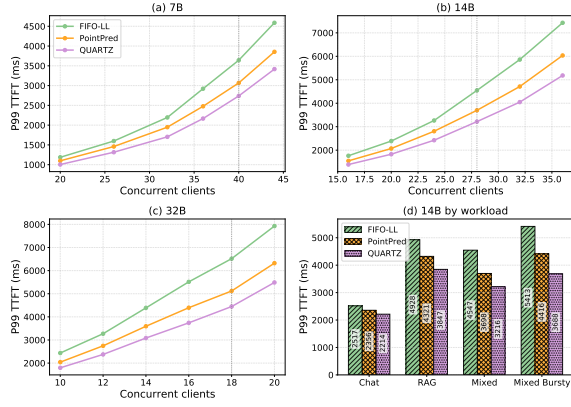 (a) 7B
FIFO-LL
PointPred
QUARTZ
P99 TTFT (ms)
4500
4000
3500
3000
2500
2000
1500
1000
20
25
30
35
40
45
Concurrent clients
(b) 14B
P99 TTFT (ms)
7000
6000
5000
4000
3000
2000
15.0
17.5
20.0
22.5
25.0
27.5
30.0
32.5
35.0
Concurrent clients
(c) 32B
P99 TTFT (ms)
8000
7000
6000
5000
4000
3000
2000
10
12
14
16
18
20
Concurrent clients
(d) 14B by workload
FIFO-LL
PointPred
QUARTZ
P99 TTFT (ms)
5000
4000
3000
2000
1000
0
2517
2356
2214
4928
4321
3847
4547
3698
3216
5413
4416
3688
Chat
RAG
Mixed
Mixed Bursty